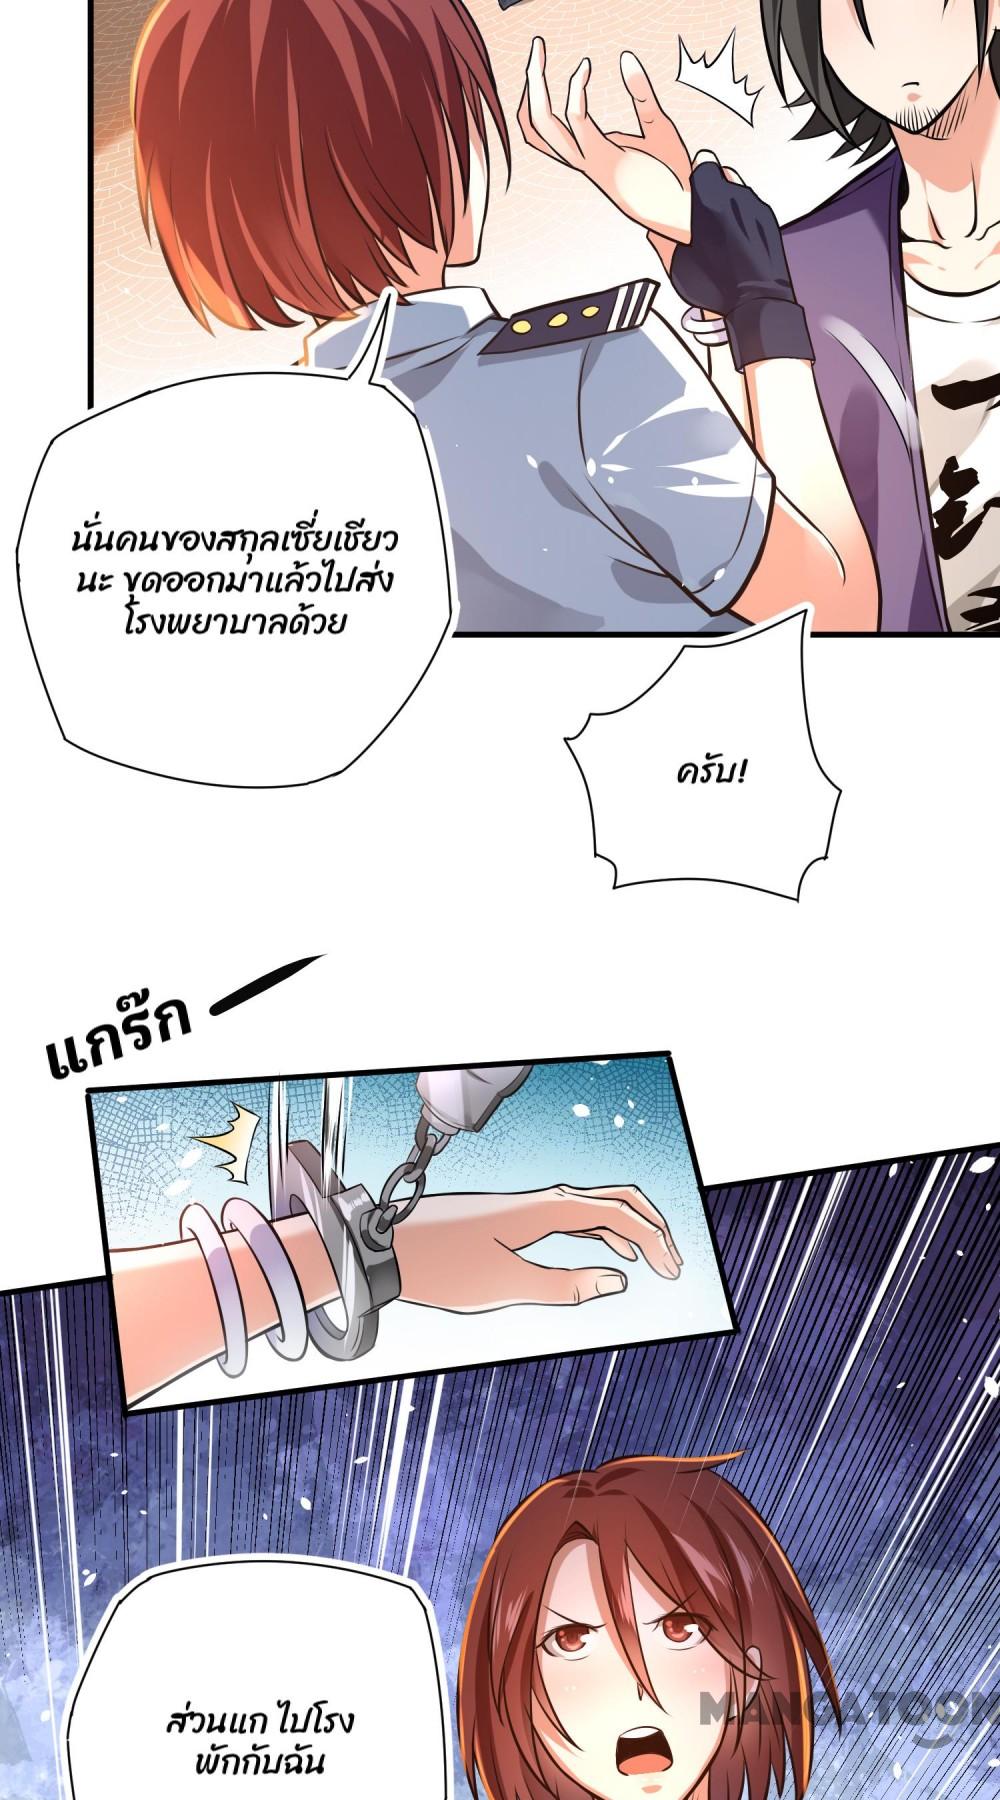 นั่นคนของสกุลเซี่ยเชียว
นะ ขุดออกมาแล้วไปส่ง
โรงพยาบาลด้วย
ครับ!
แกร๊ก
ส่วนแก ไปโรง
พักกับฉัน
MANGATOON